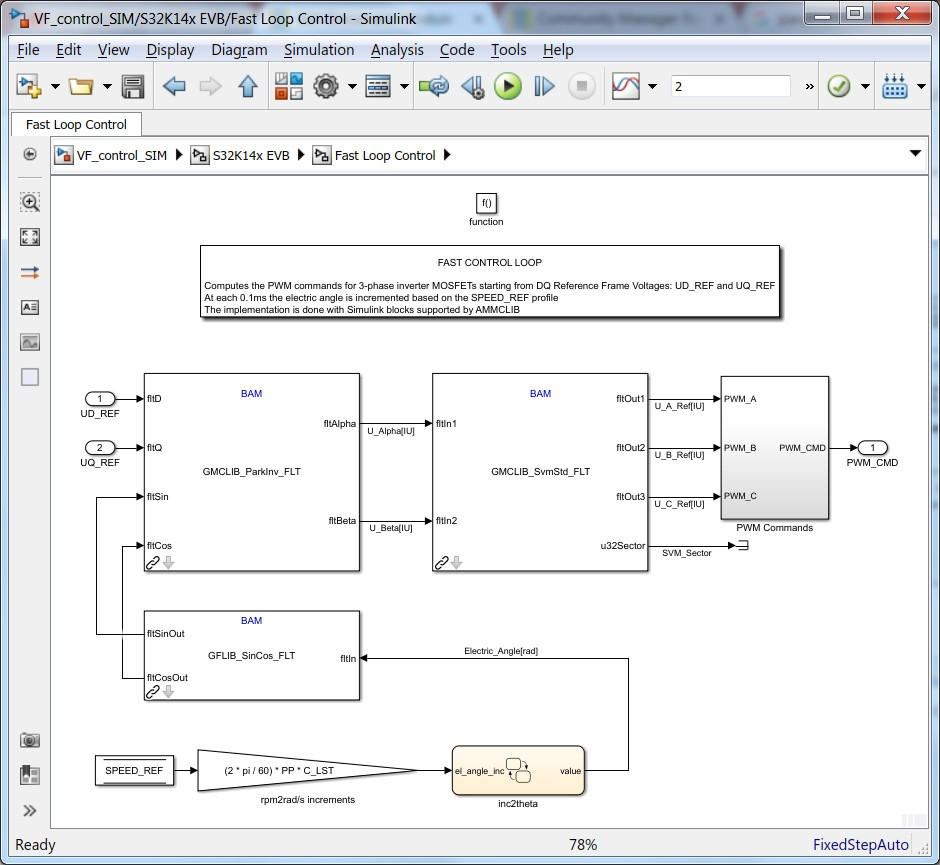 VF_control_SIM/S32K14x EVB/Fast Loop Control - Simulink
File Edit View Display Diagram Simulation Analysis Code Tools Help
2
»
Fast Loop Control
VF_control_SIM S32K14x EVB Fast Loop Control
f()
function
FAST CONTROL LOOP
Computes the PWM commands for 3-phase inverter MOSFETs starting from DQ Reference Frame Voltages: UD_REF and UQ_REF
At each 0.1ms the electric angle is incremented based on the SPEED_REF profile
The implementation is done with Simulink blocks supported by AMMCLIB
1
UD_REF
2
UQ_REF
BAM
fltD
fltQ
fltSin
fltCos
GMCLIB_ParkInv_FLT
fltAlpha
fltBeta
U_Alpha[IU]
U_Beta[IU]
BAM
fltIn1
fltIn2
GMCLIB_SvmStd_FLT
fltOut1
fltOut2
fltOut3
u32Sector
U_A_Ref[IU]
U_B_Ref[IU]
U_C_Ref[IU]
SVM_Sector
PWM_A
PWM_B
PWM_C
PWM_CMD
PWM Commands
1
PWM_CMD
BAM
fltSinOut
fltCosOut
GFLIB_SinCos_FLT
fltIn
Electric_Angle[rad]
SPEED_REF
(2 * pi / 60) * PP * C_LST
rpm2rad/s increments
el_angle_inc
value
inc2theta
Ready 78% FixedStepAuto